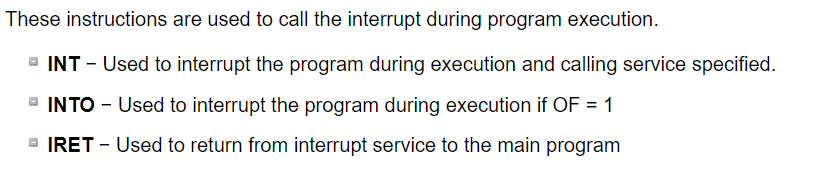 These instructions are used to call the interrupt during program execution.
INT − Used to interrupt the program during execution and calling service specified.
INTO − Used to interrupt the program during execution if OF = 1
IRET − Used to return from interrupt service to the main program